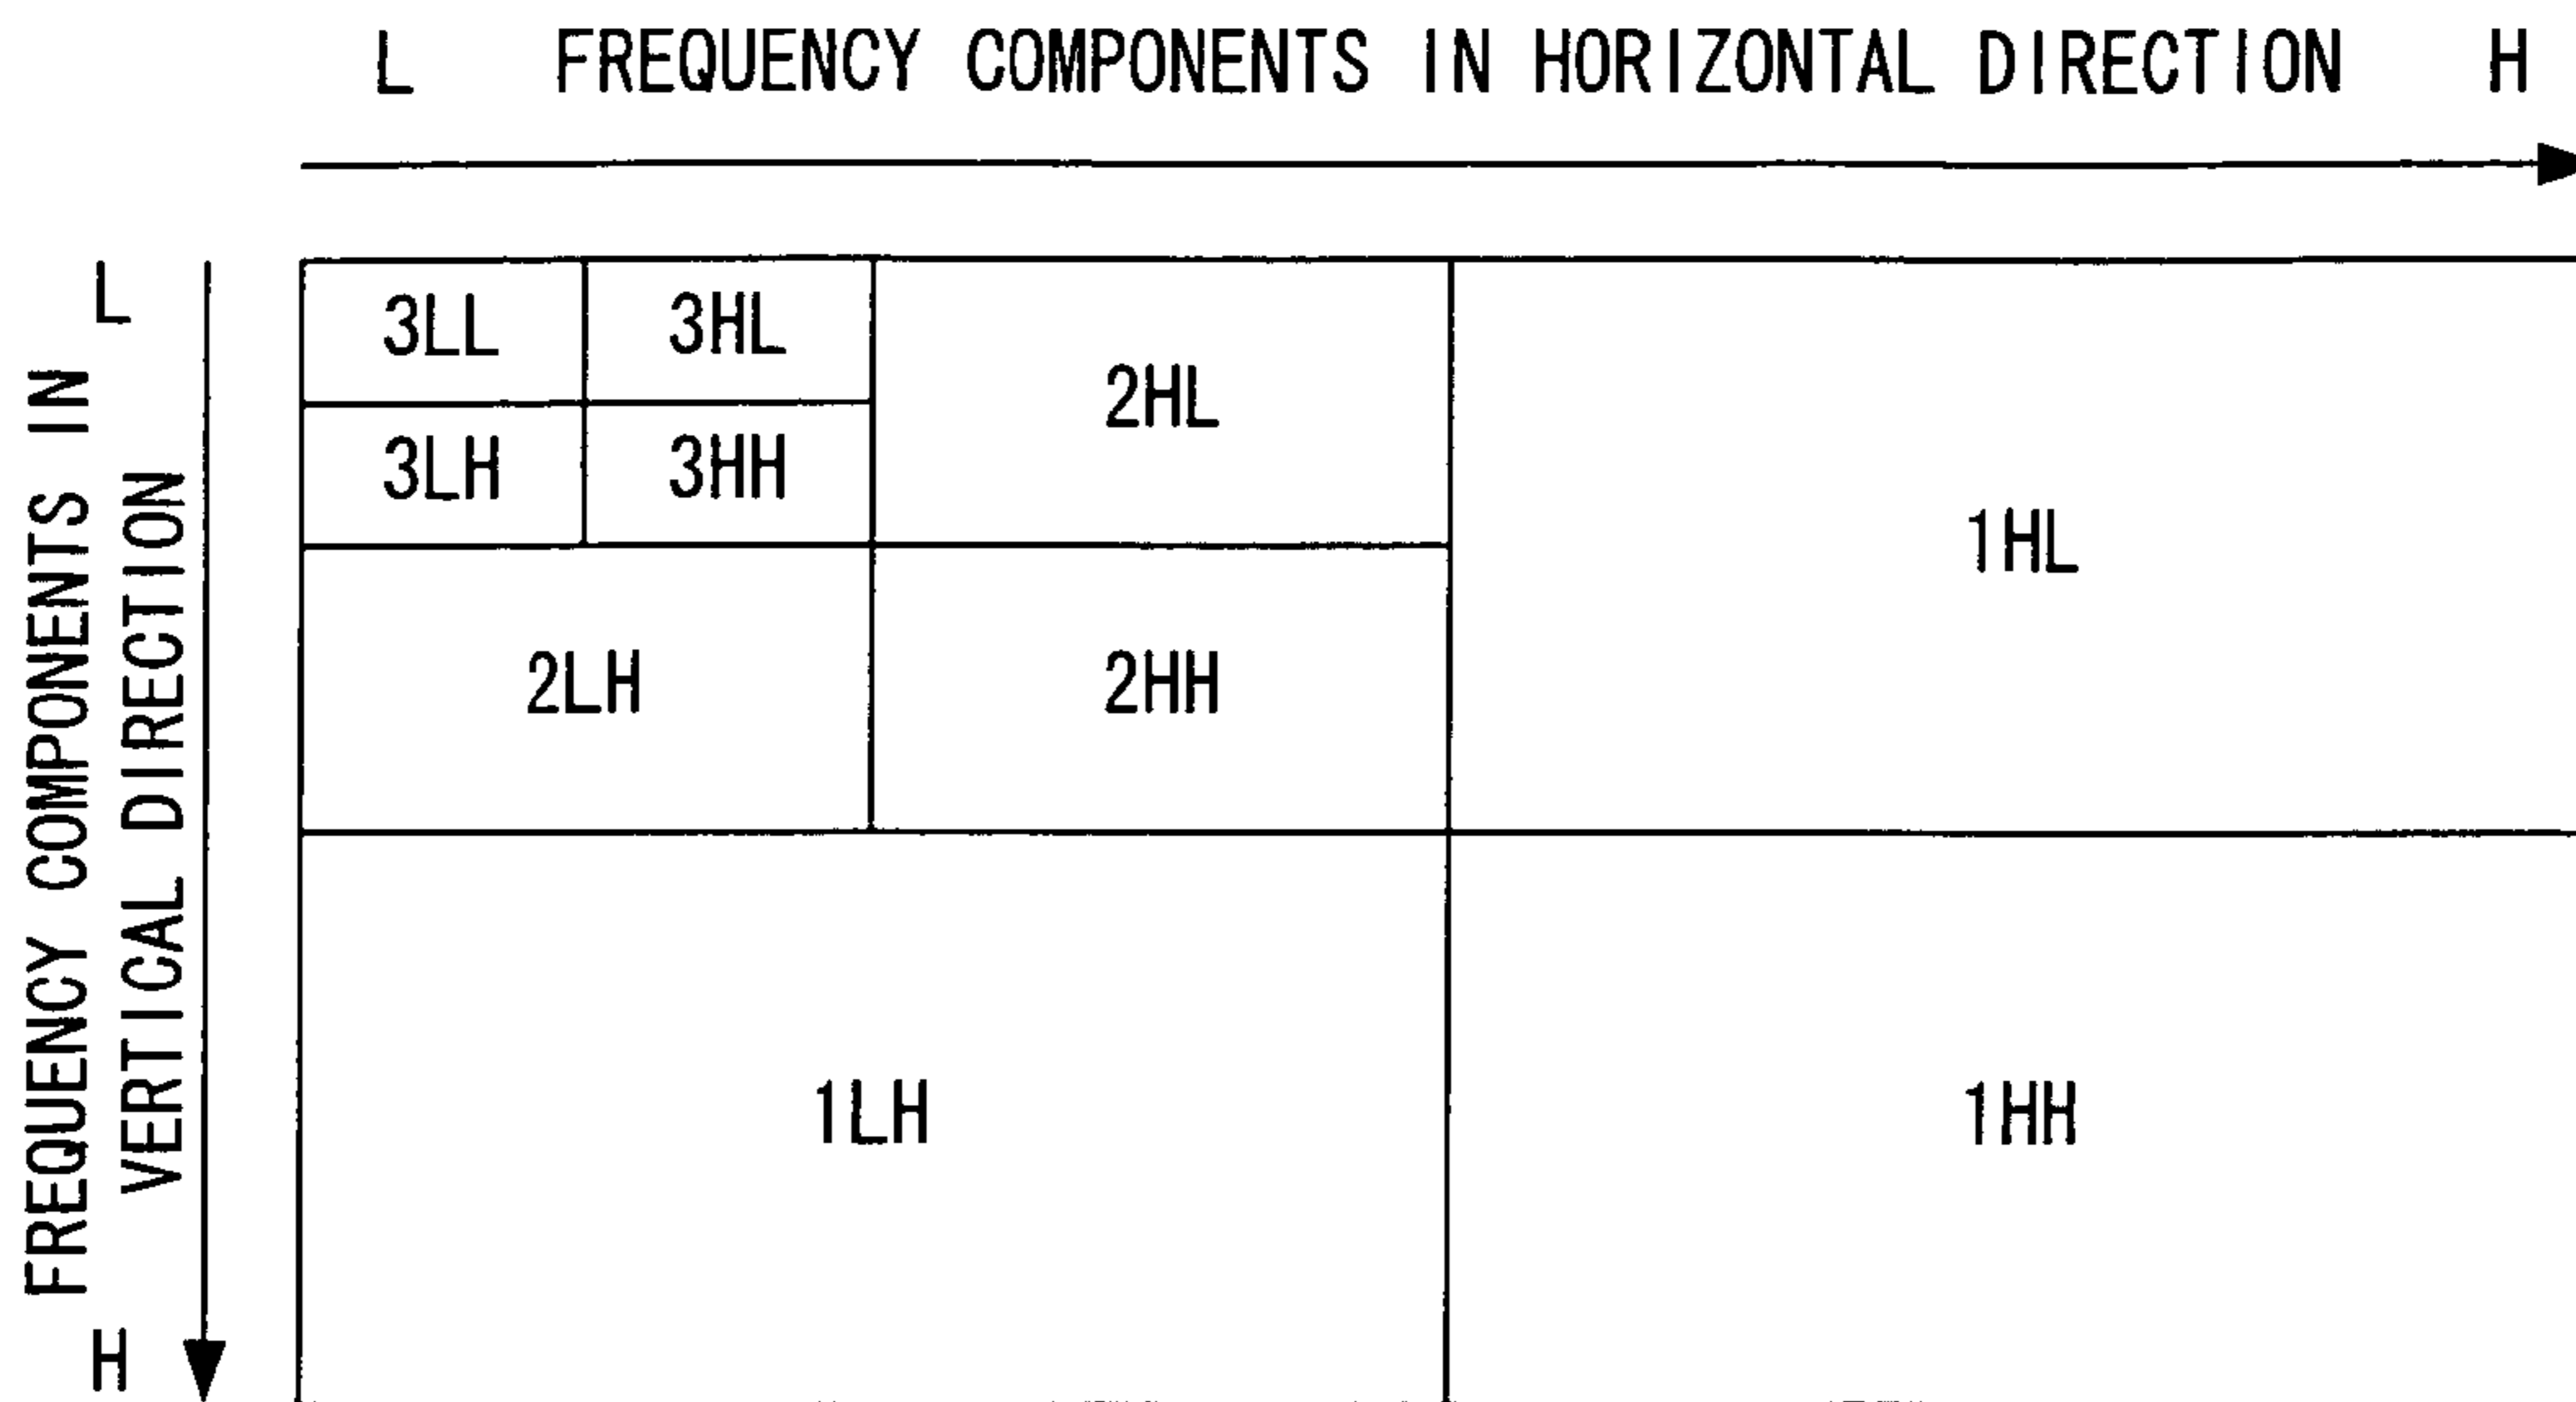 L FREQUENCY COMPONENTS IN HORIZONTAL DIRECTION H
L
FREQUENCY COMPONENTS IN
VERTICAL DIRECTION
H
3LL 3HL
3LH 3HH
2HL
2LH 2HH
1HL
1LH 1HH